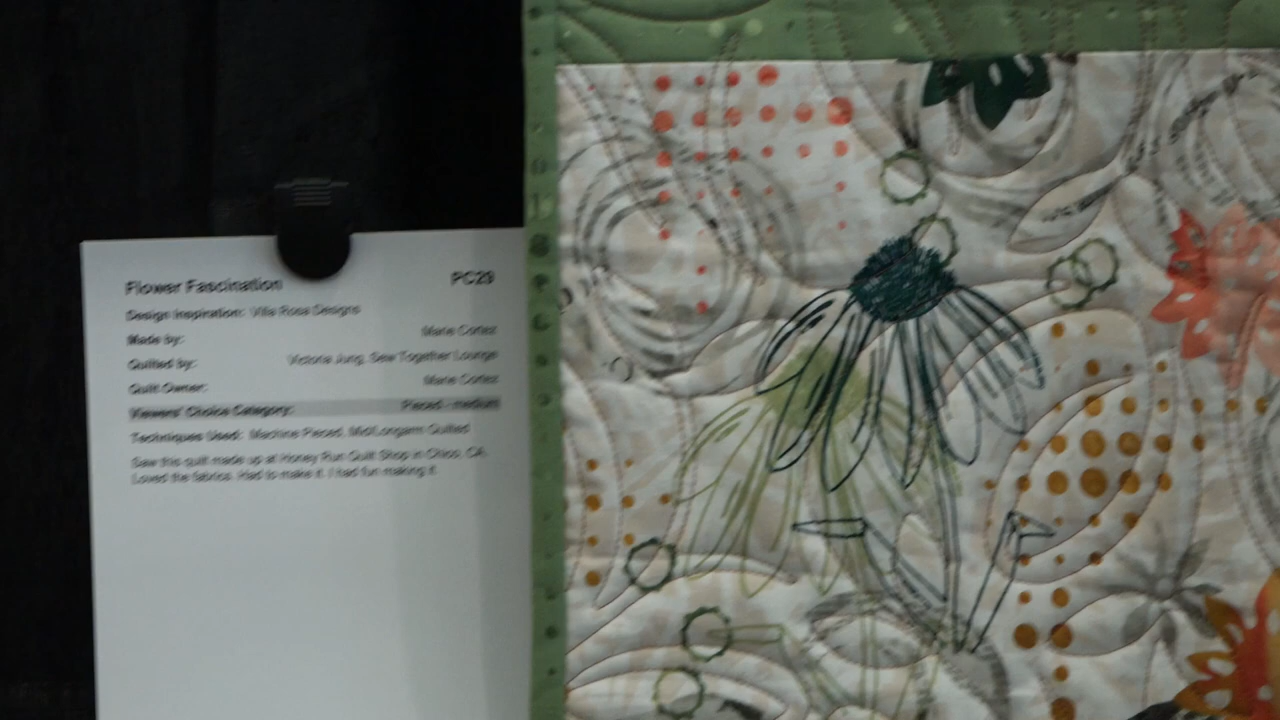 Flower Fascination PC29
Design Inspiration: Villa Rosa Designs
Made by: Marie Cortez
Quilted by: Victoria Jung, Sew Together Lounge
Quilt Owner: Marie Cortez
Viewers' Choice Category: Pieced - medium
Techniques Used: Machine Pieced, Mid/Longarm Quilted
Saw this quilt made up at Honey Run Quilt Shop in Chico, CA.
Loved the fabrics. Had to make it. I had fun making it.